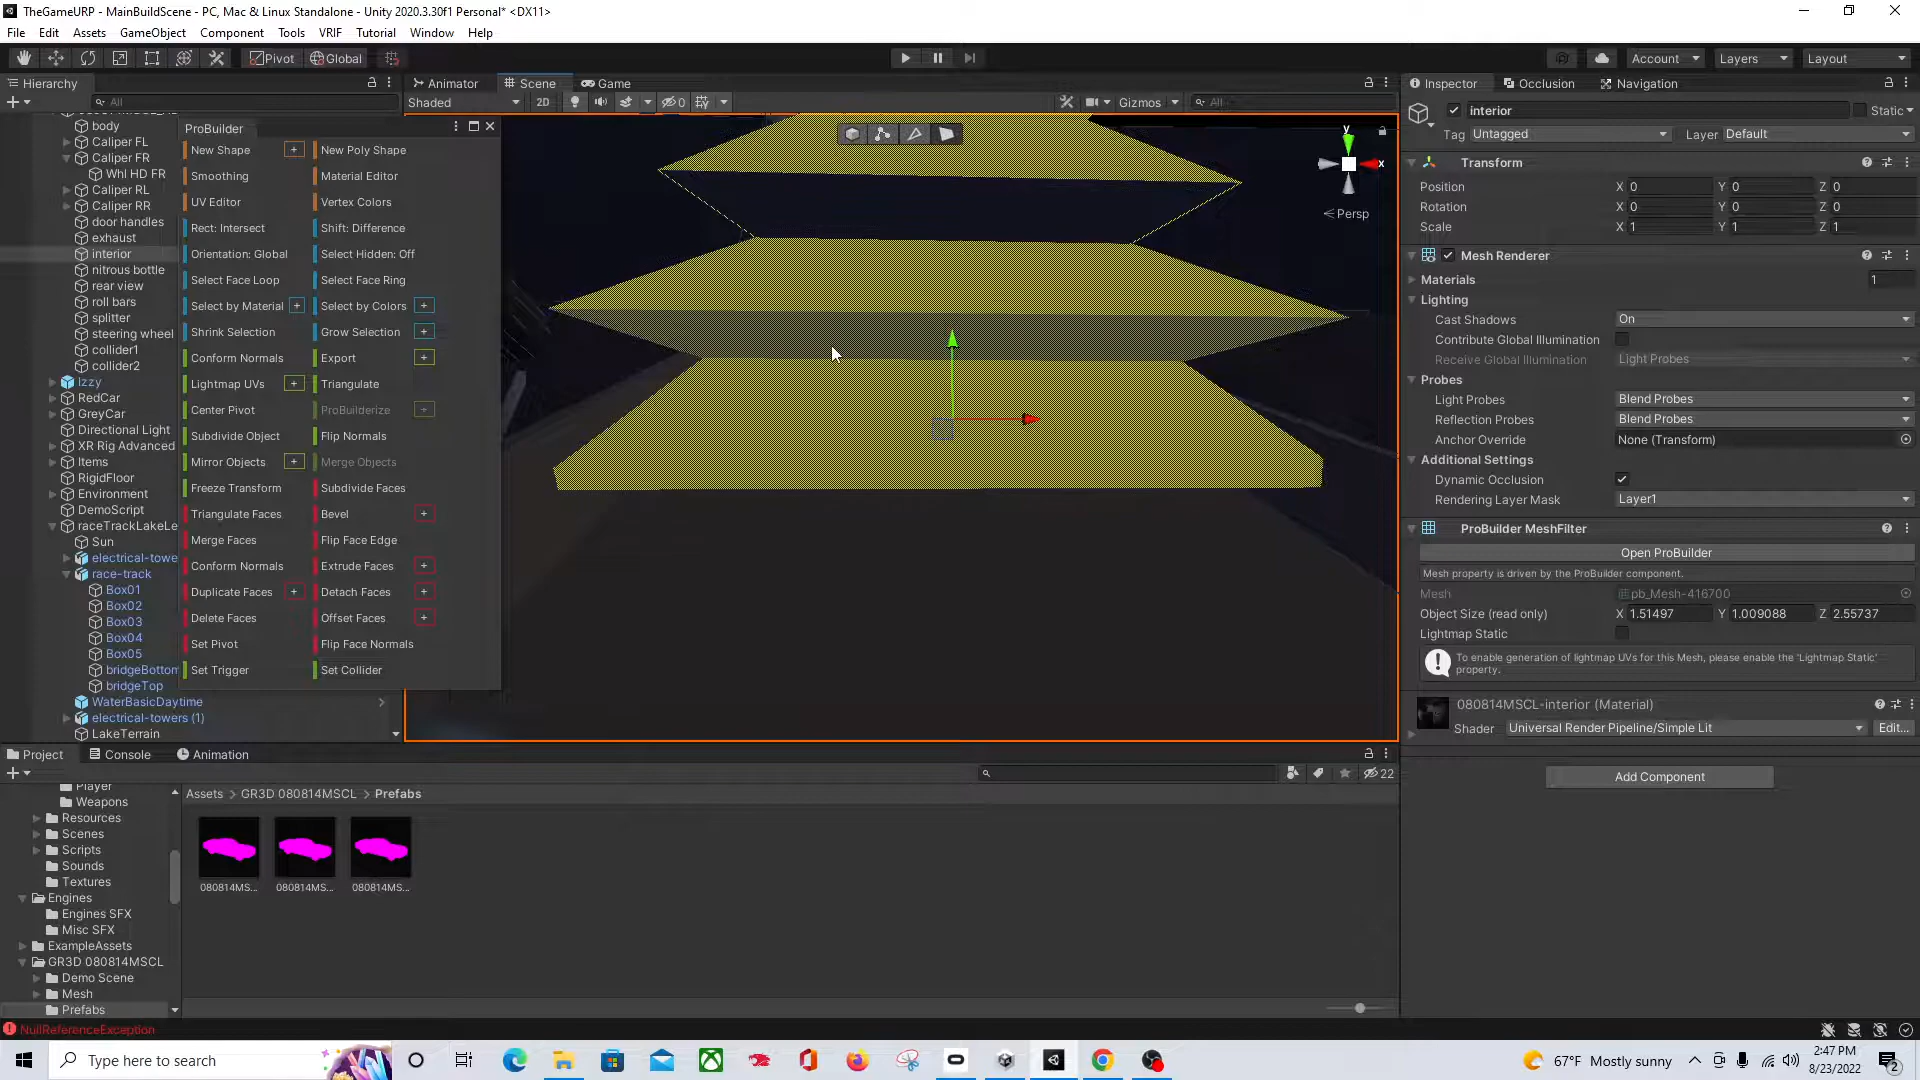 TheGameURP - MainBuildScene - PC, Mac & Linux Standalone - Unity 2020.3.30f1 Personal* <DX11>
File Edit Assets GameObject Component Tools VRIF Tutorial Window Help
Pivot Global Account Layers Layout
Hierarchy Animator Scene Game Inspector Occlusion Navigation
All Shaded 2D 0 Gizmos All
interior Static
Tag Untagged Layer Default
body
Caliper FL
Caliper FR
Whl HD FR
Caliper RL
Caliper RR
door handles
exhaust
interior
nitrous bottle
rear view
roll bars
splitter
steering wheel
collider1
collider2
Izzy
RedCar
GreyCar
Directional Light
XR Rig Advanced
Items
RigidFloor
Environment
DemoScript
raceTrackLakeLe
Sun
electrical-towe
race-track
Box01
Box02
Box03
Box04
Box05
bridgeBottom
bridgeTop
WaterBasicDaytime
electrical-towers (1)
LakeTerrain
ProBuilder
New Shape + New Poly Shape
Smoothing Material Editor
UV Editor Vertex Colors
Rect: Intersect Shift: Difference
Orientation: Global Select Hidden: Off
Select Face Loop Select Face Ring
Select by Material + Select by Colors +
Shrink Selection Grow Selection +
Conform Normals Export +
Lightmap UVs + Triangulate
Center Pivot ProBuilderize +
Subdivide Object Flip Normals
Mirror Objects + Merge Objects
Freeze Transform Subdivide Faces
Triangulate Faces Bevel +
Merge Faces Flip Face Edge
Conform Normals Extrude Faces +
Duplicate Faces + Detach Faces +
Delete Faces Offset Faces +
Set Pivot Flip Face Normals
Set Trigger Set Collider
y
x
Persp
Transform
Position X 0 Y 0 Z 0
Rotation X 0 Y 0 Z 0
Scale X 1 Y 1 Z 1
Mesh Renderer
Materials 1
Lighting
Cast Shadows On
Contribute Global Illumination
Receive Global Illumination Light Probes
Probes
Light Probes Blend Probes
Reflection Probes Blend Probes
Anchor Override None (Transform)
Additional Settings
Dynamic Occlusion
Rendering Layer Mask Layer1
ProBuilder MeshFilter
Open ProBuilder
Mesh property is driven by the ProBuilder component.
Mesh pb_Mesh-416700
Object Size (read only) X 1.51497 Y 1.009088 Z 2.55737
Lightmap Static
To enable generation of lightmap UVs for this Mesh, please enable the 'Lightmap Static'
property.
080814MSCL-interior (Material)
Shader Universal Render Pipeline/Simple Lit Edit...
Add Component
Project Console Animation
22
Assets > GR3D 080814MSCL > Prefabs
Player
Weapons
Resources
Scenes
Scripts
Sounds
Textures
Engines
Engines SFX
Misc SFX
ExampleAssets
GR3D 080814MSCL
Demo Scene
Mesh
Prefabs
080814MS... 080814MS... 080814MS...
NullReferenceException
Type here to search
67°F Mostly sunny
2:47 PM
8/23/2022
2